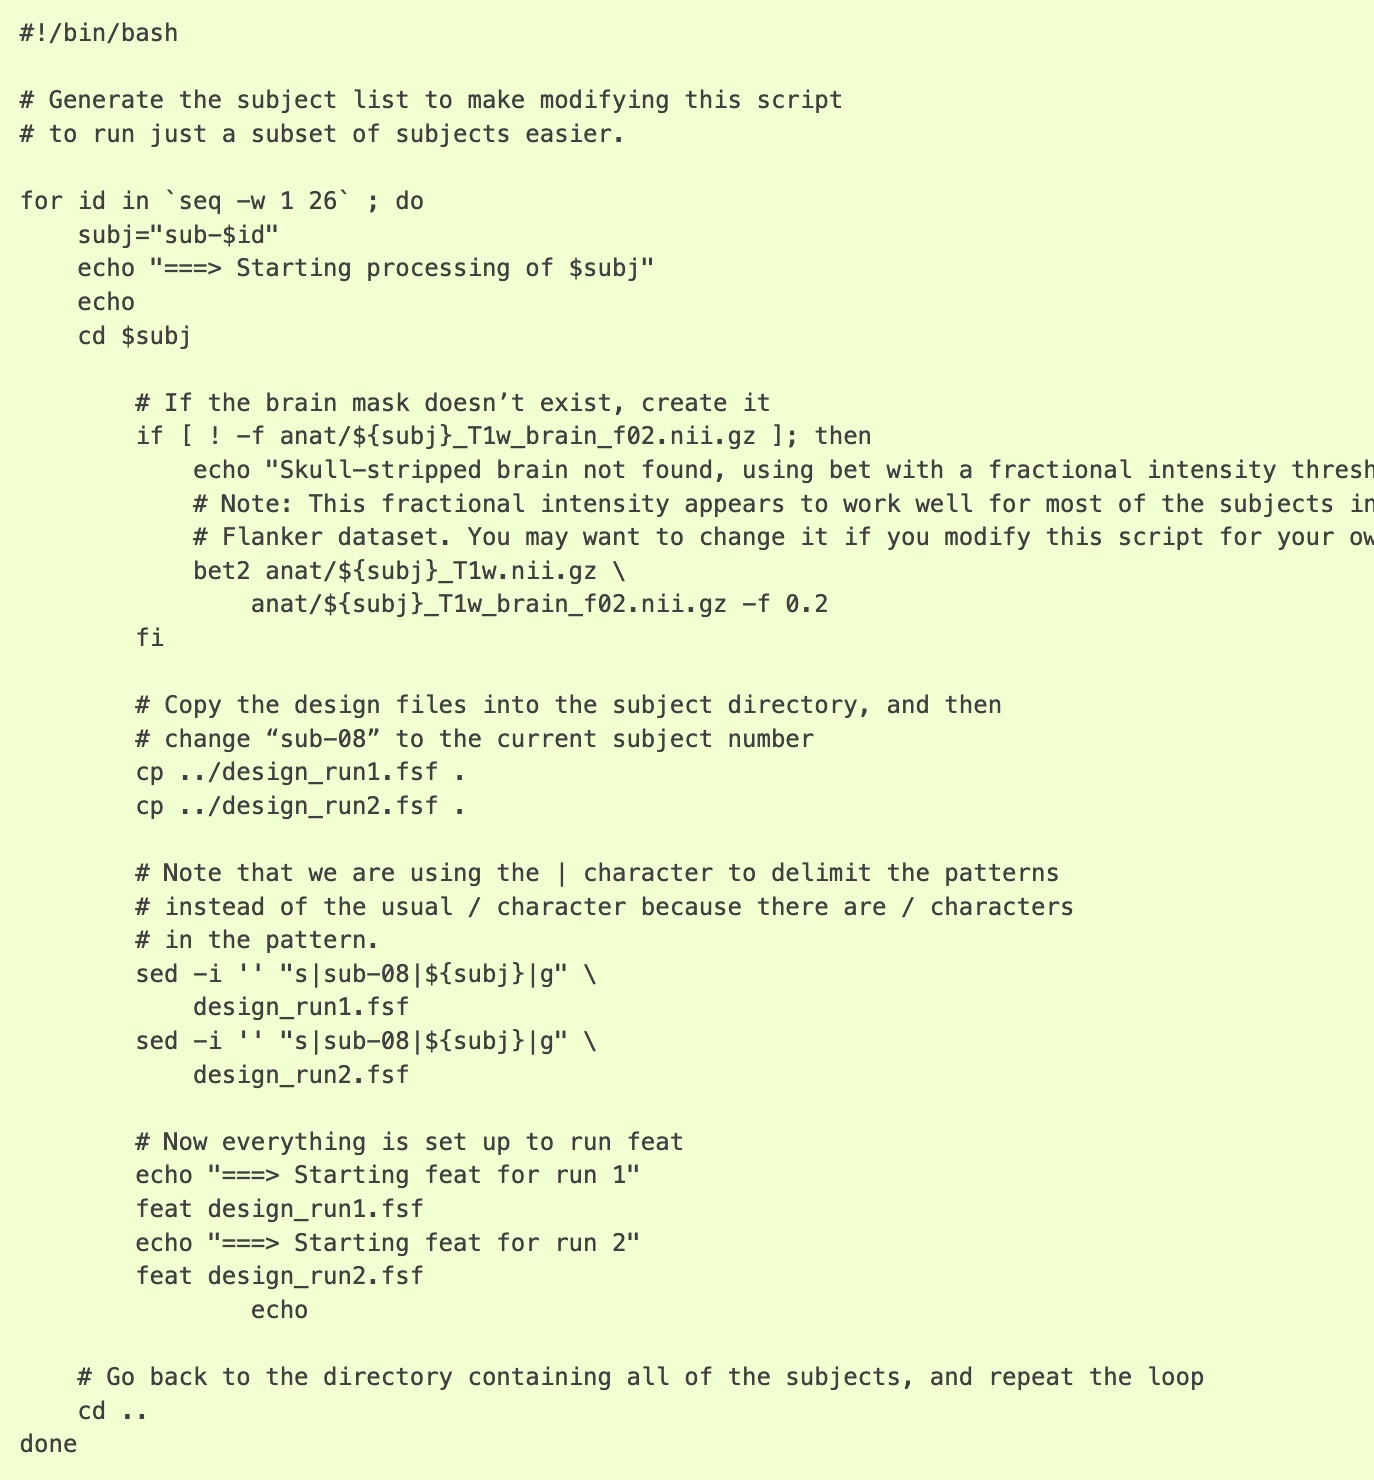 #!/bin/bash
# Generate the subject list to make modifying this script
# to run just a subset of subjects easier.
for id in `seq -w 1 26` ; do
subj="sub-$id"
echo "===> Starting processing of $subj"
echo
cd $subj
# If the brain mask doesn’t exist, create it
if [ ! -f anat/${subj}_T1w_brain_f02.nii.gz ]; then
echo "Skull-stripped brain not found, using bet with a fractional intensity thresh
# Note: This fractional intensity appears to work well for most of the subjects in
# Flanker dataset. You may want to change it if you modify this script for your ow
bet2 anat/${subj}_T1w.nii.gz \
anat/${subj}_T1w_brain_f02.nii.gz -f 0.2
fi
# Copy the design files into the subject directory, and then
# change “sub-08” to the current subject number
cp ../design_run1.fsf .
cp ../design_run2.fsf .
# Note that we are using the | character to delimit the patterns
# instead of the usual / character because there are / characters
# in the pattern.
sed -i '' "s|sub-08|${subj}|g" \
design_run1.fsf
sed -i '' "s|sub-08|${subj}|g" \
design_run2.fsf
# Now everything is set up to run feat
echo "===> Starting feat for run 1"
feat design_run1.fsf
echo "===> Starting feat for run 2"
feat design_run2.fsf
echo
# Go back to the directory containing all of the subjects, and repeat the loop
cd ..
done